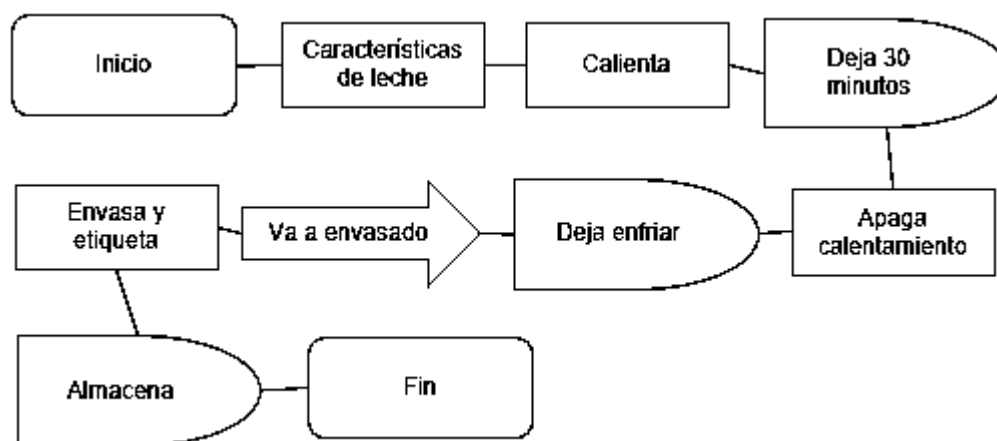 Inicio
Características
de leche
Calienta
Deja 30
minutos
Envasa y
etiqueta
Va a envasado
Deja enfriar
Apaga
calentamiento
Almacena
Fin